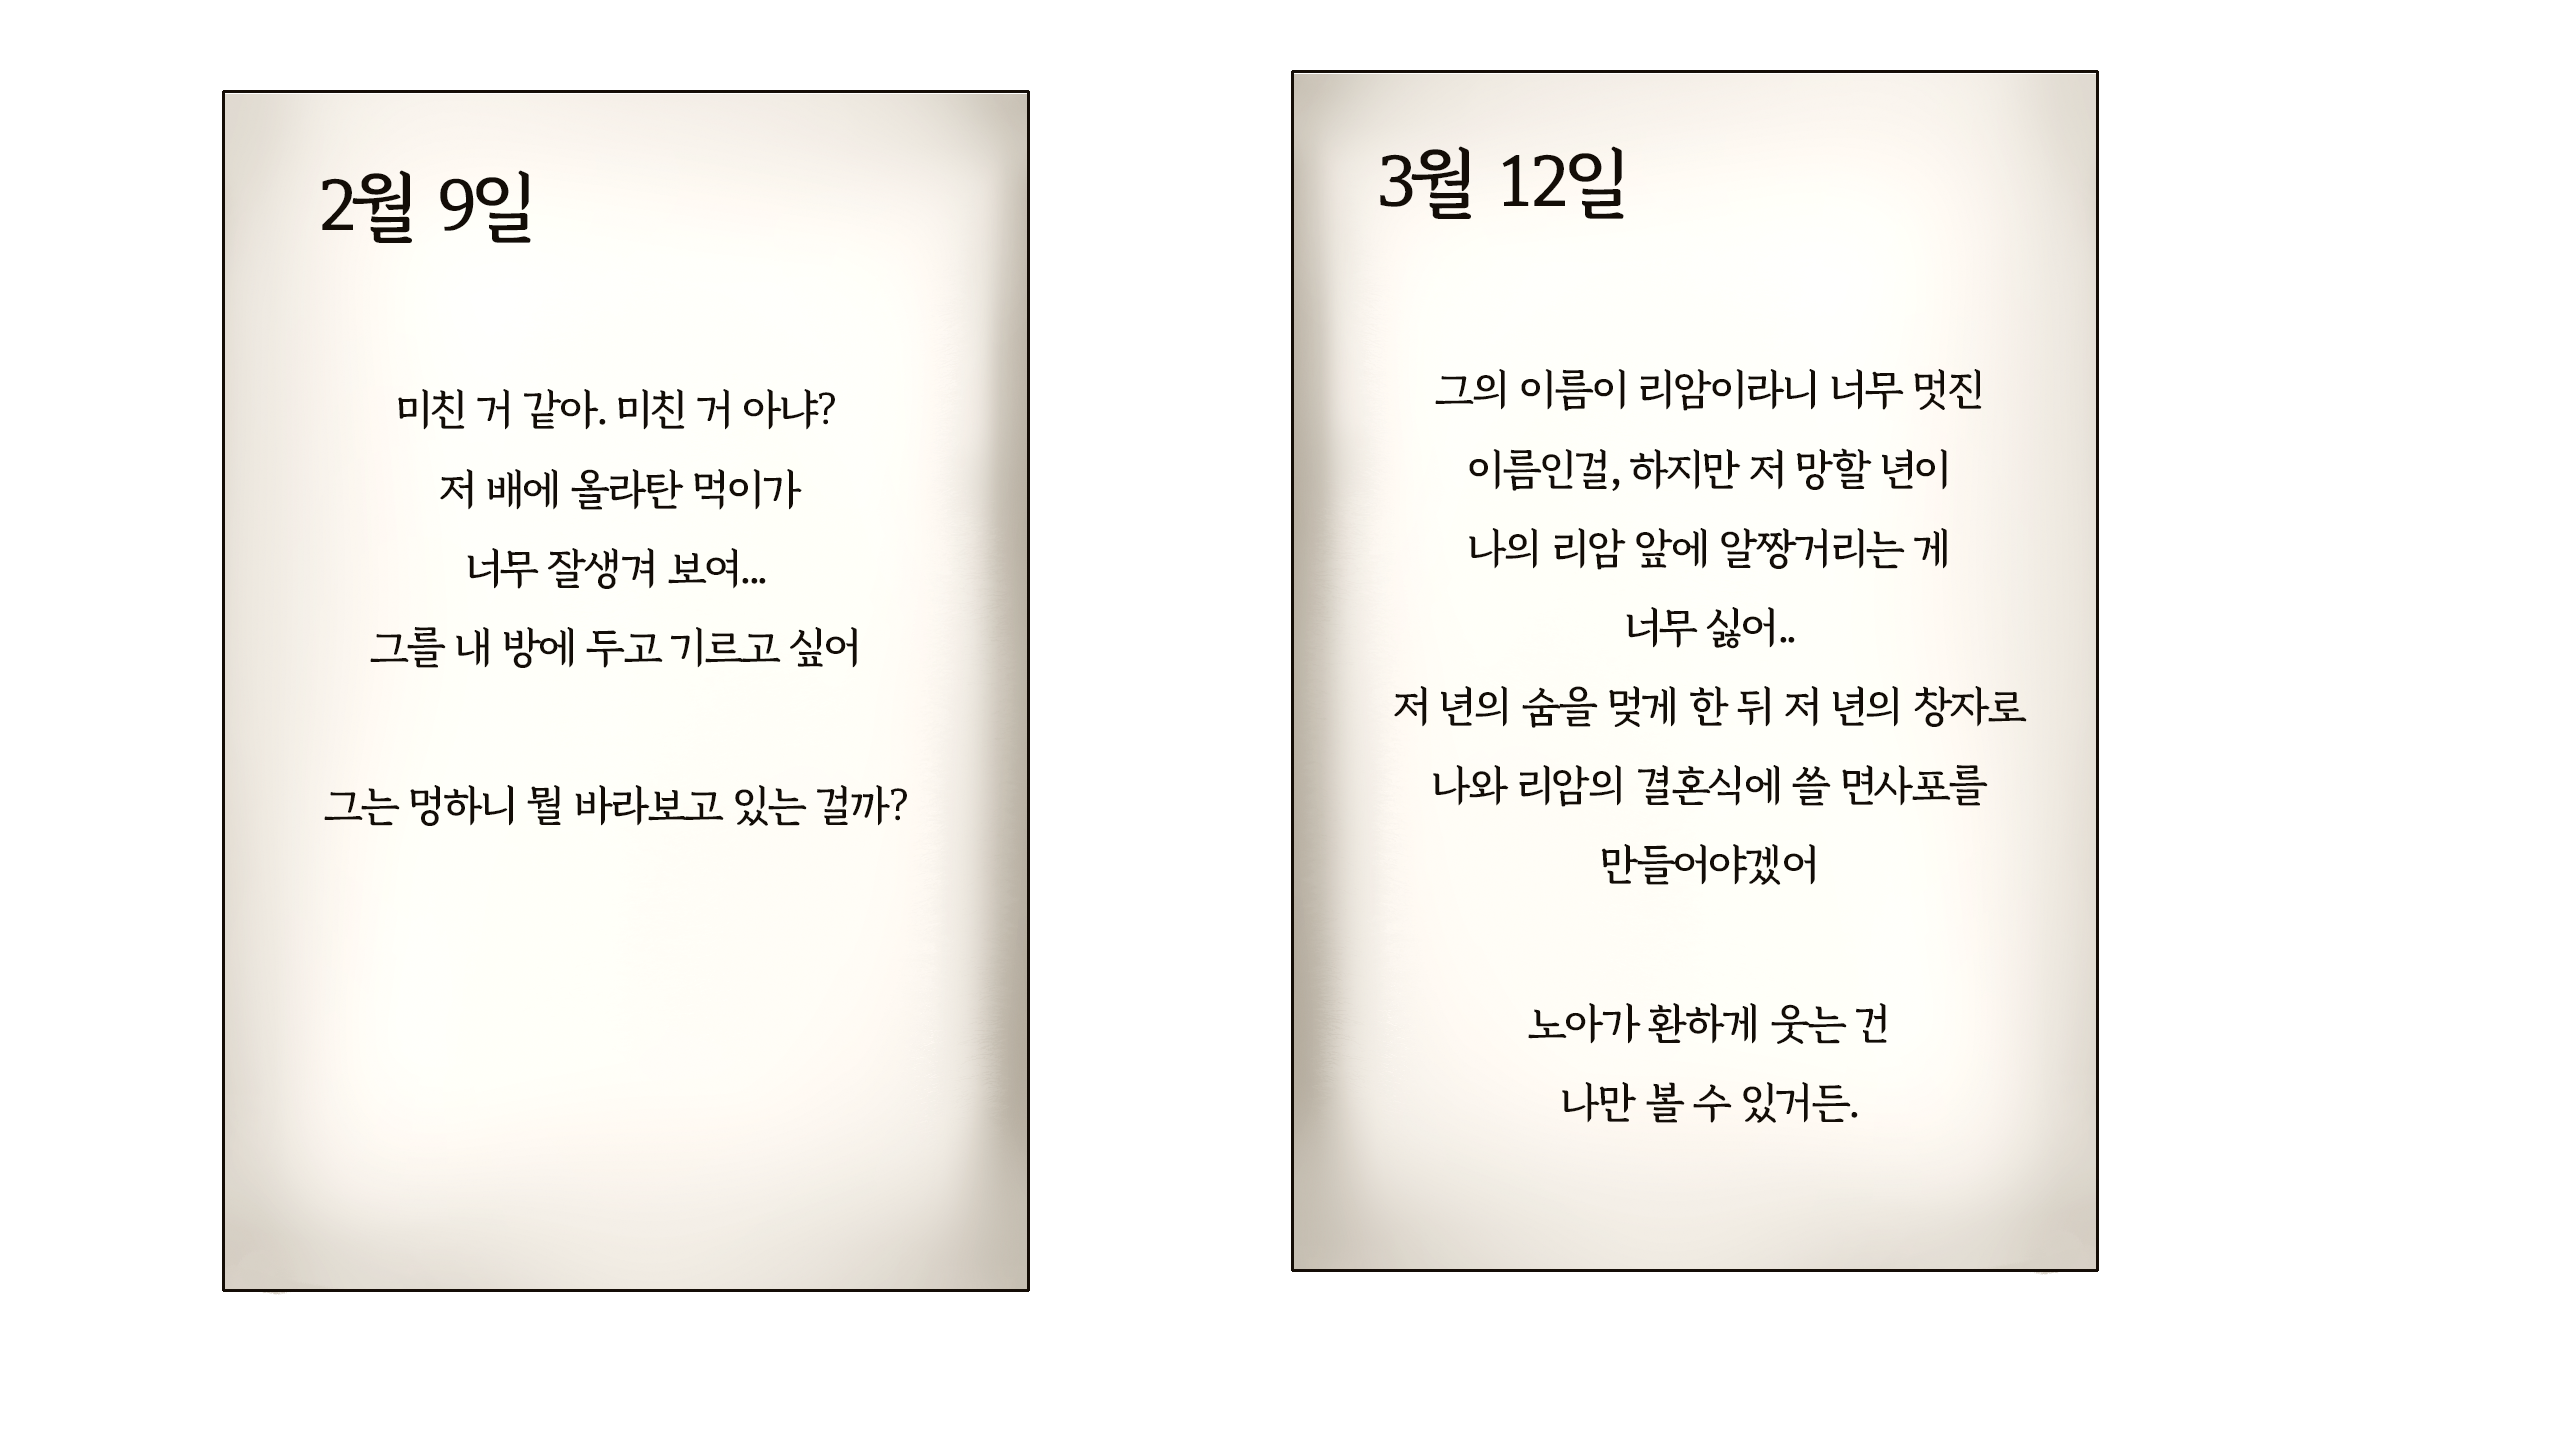 2월 9일
미친 거 같아. 미친 거 아냐?
저 배에 올라탄 먹이가
너무 잘생겨 보여...
그를 내 방에 두고 기르고 싶어
그는 멍하니 뭘 바라보고 있는 걸까?
3월 12일
그의 이름이 리암이라니 너무 멋진
이름인걸, 하지만 저 망할 년이
나의 리암 앞에 알짱거리는 게
너무 싫어..
저 년의 숨을 멎게 한 뒤 저 년의 창자로
나와 리암의 결혼식에 쓸 면사포를
만들어야겠어
노아가 환하게 웃는 건
나만 볼 수 있거든.